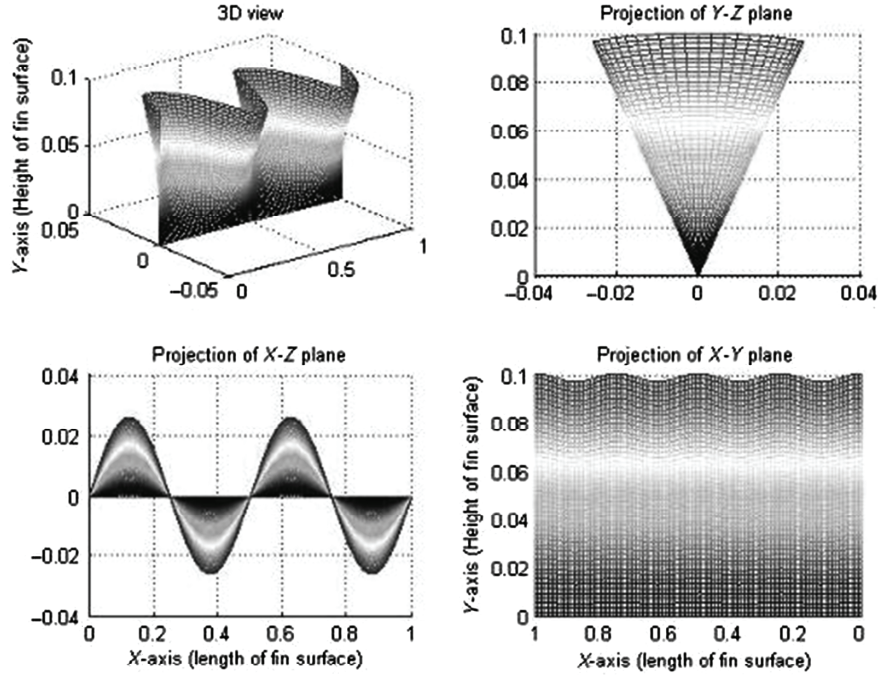 3D view
Y-axis (Height of fin surface)
0.1
0.05
0
0.05
0
−0.05
0
0.5
1
Projection of Y-Z plane
0.1
0.08
0.06
0.04
0.02
0
−0.04 −0.02 0 0.02 0.04
Projection of X-Z plane
0.04
0.02
0
−0.02
−0.04
0 0.2 0.4 0.6 0.8 1
X-axis (length of fin surface)
Projection of X-Y plane
Y-axis (Height of fin surface)
0.1
0.08
0.06
0.04
0.02
0
1 0.8 0.6 0.4 0.2 0
X-axis (length of fin surface)